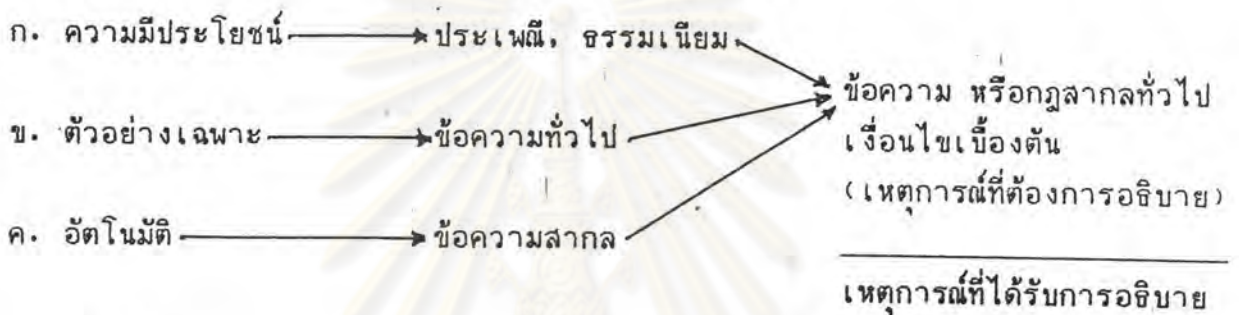 ก. ความมีประโยชน์ ประเพณี, ธรรมเนียม
ข้อความ หรือกฎสากลทั่วไป
ข. ตัวอย่างเฉพาะ ข้อความทั่วไป
เงื่อนไขเบื้องต้น
(เหตุการณ์ที่ต้องการอธิบาย)
ค. อัตโนมัติ ข้อความสากล
เหตุการณ์ที่ได้รับการอธิบาย